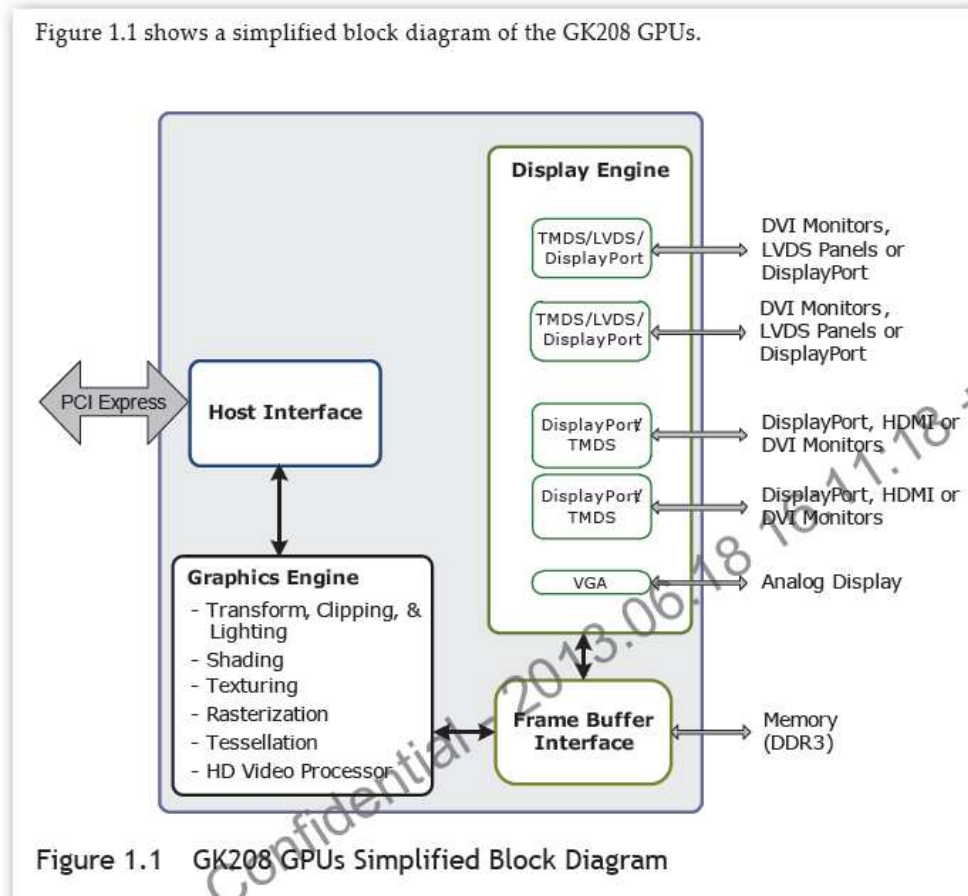 Figure 1.1 shows a simplified block diagram of the GK208 GPUs.
Display Engine
TMDS/LVDS/
DisplayPort
DVI Monitors,
LVDS Panels or
DisplayPort
TMDS/LVDS/
DisplayPort
DVI Monitors,
LVDS Panels or
DisplayPort
PCI Express
Host Interface
DisplayPort/
TMDS
DisplayPort, HDMI or
DVI Monitors
DisplayPort/
TMDS
DisplayPort, HDMI or
DVI Monitors
VGA
Analog Display
Graphics Engine
- Transform, Clipping, &
Lighting
- Shading
- Texturing
- Rasterization
- Tessellation
- HD Video Processor
Frame Buffer
Interface
Memory
(DDR3)
Confidential - 2013.06.18 16:11:18
Figure 1.1 GK208 GPUs Simplified Block Diagram